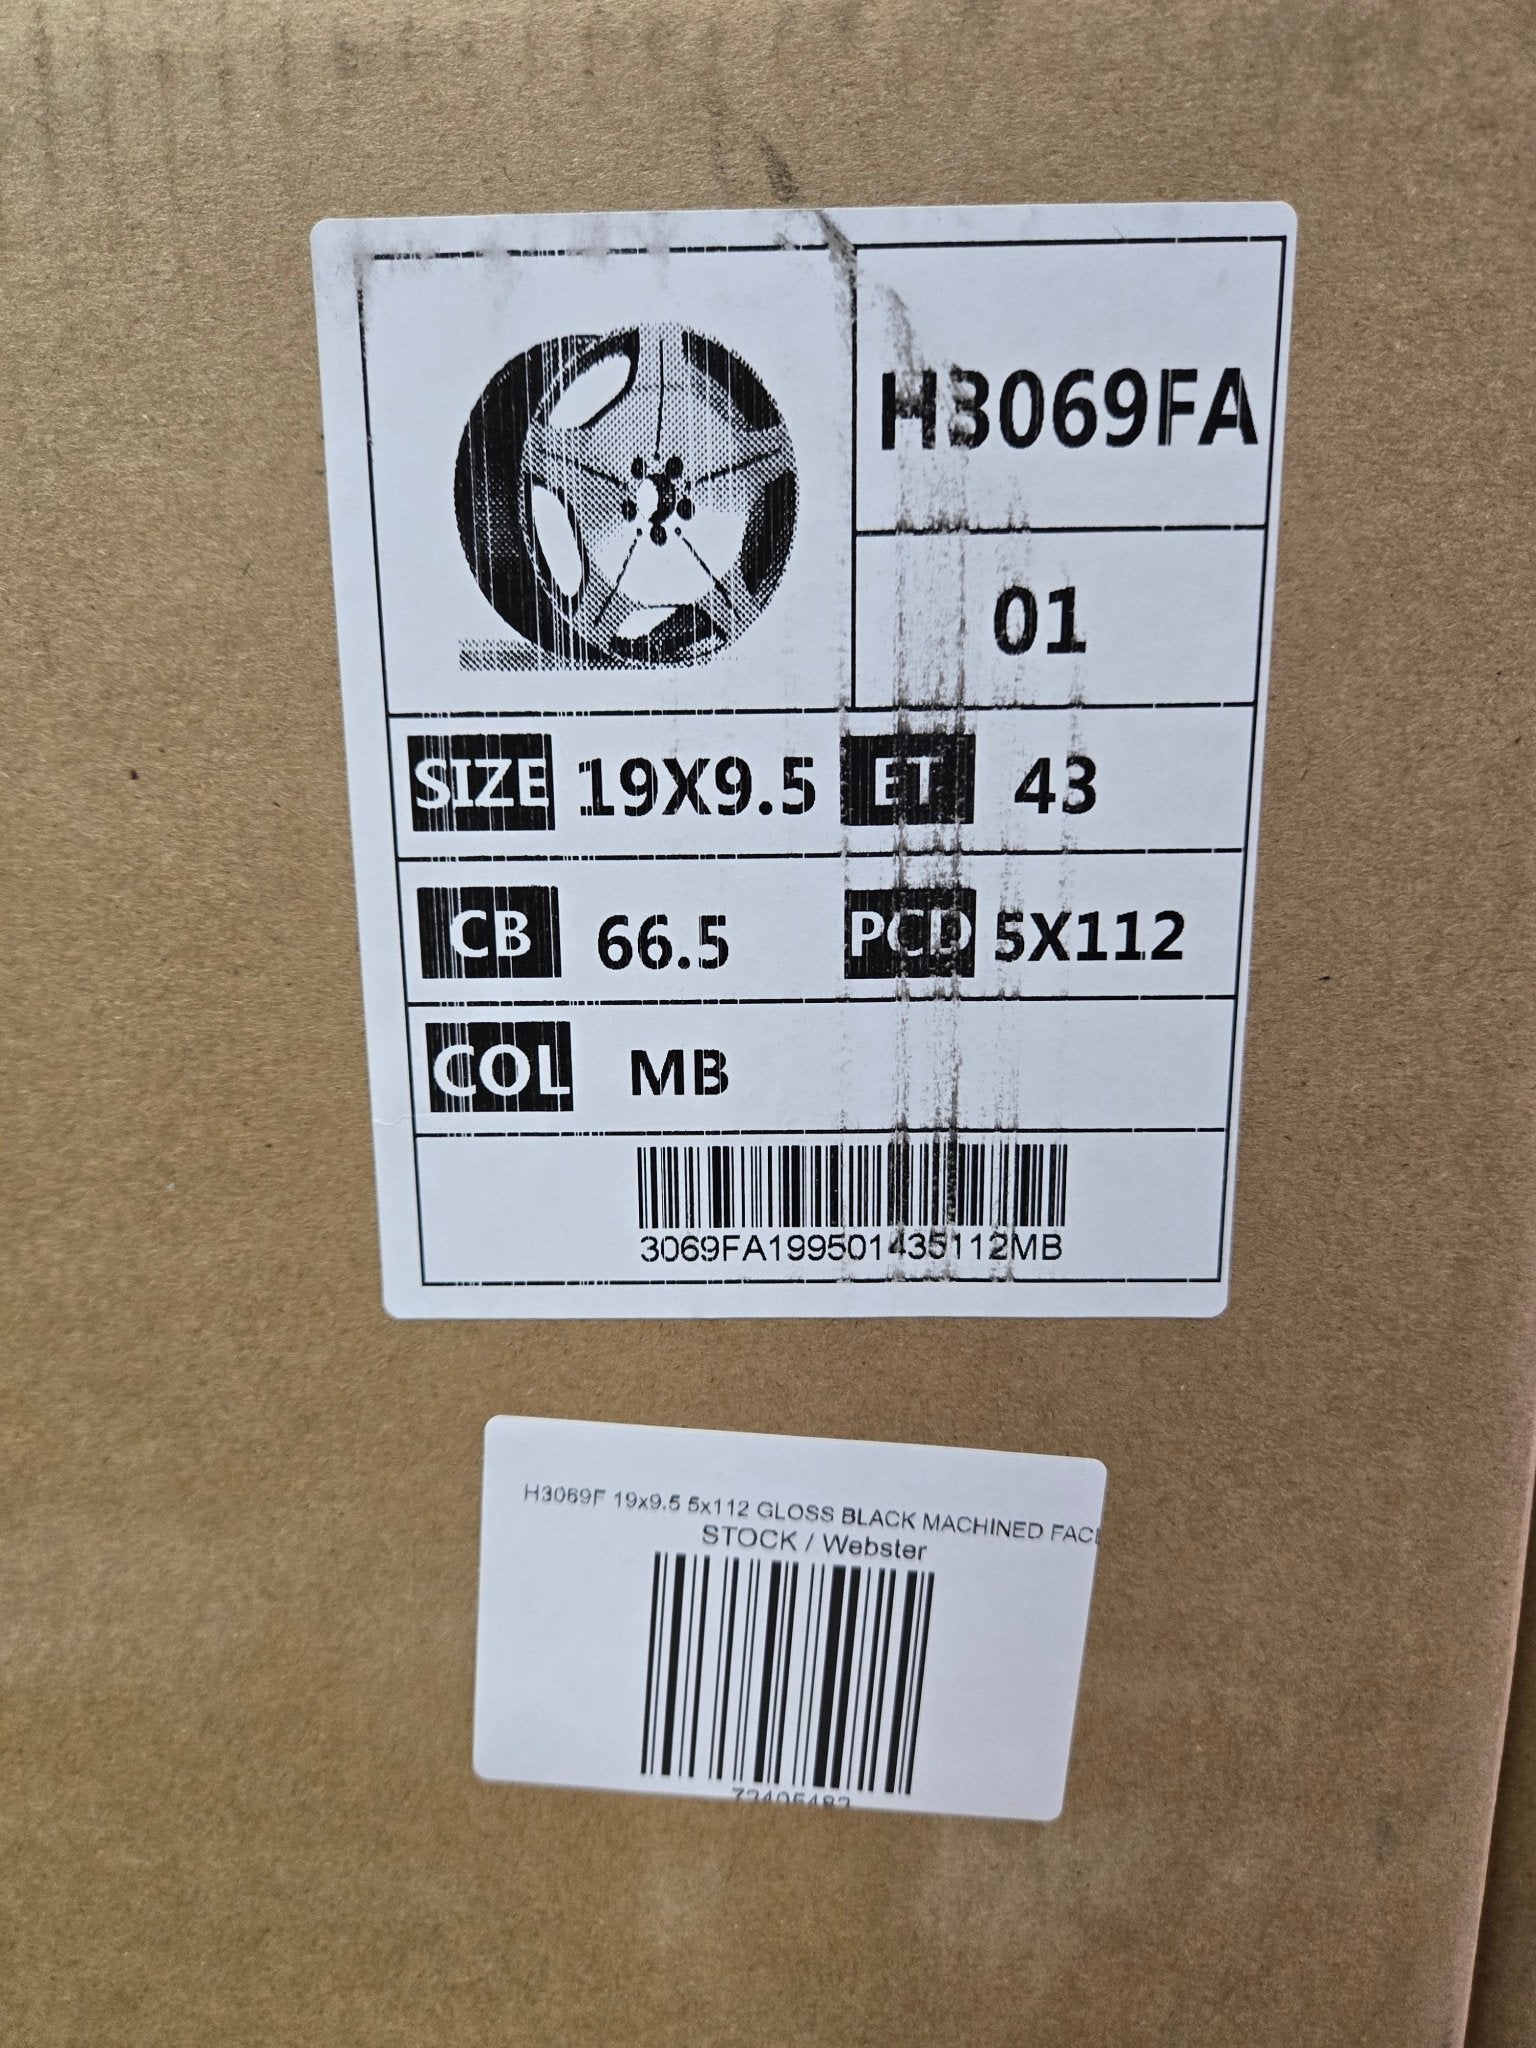 H3069FA
01
SIZE 19X9.5 ET 43
CB 66.5 PCD 5X112
COL MB
3069FA199501435112MB
H3069F 19x9.5 5x112 GLOSS BLACK MACHINED FACE
STOCK / Webster
72405482